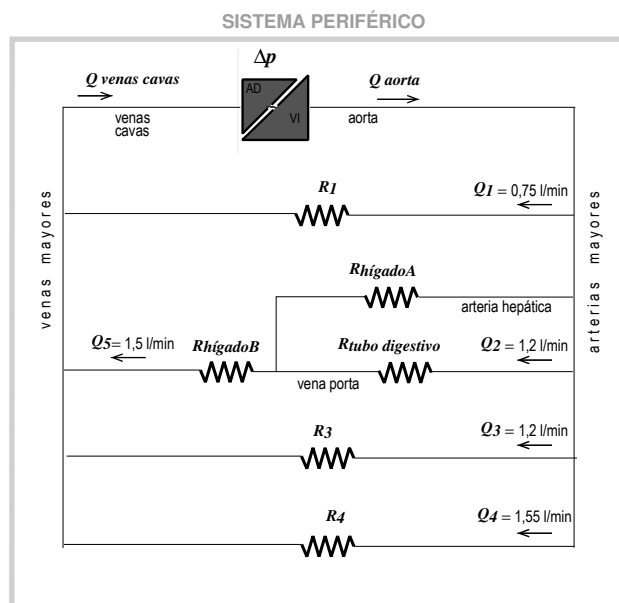 SISTEMA PERIFÉRICO
Δp
Q venas cavas
Q aorta
AD
VI
venas
cavas
aorta
R1
Q1 = 0,75 l/min
venas mayores
arterias mayores
RhígadoA
arteria hepática
Q5= 1,5 l/min
RhígadoB
Rtubo digestivo
Q2 = 1,2 l/min
vena porta
R3
Q3 = 1,2 l/min
R4
Q4 = 1,55 l/min